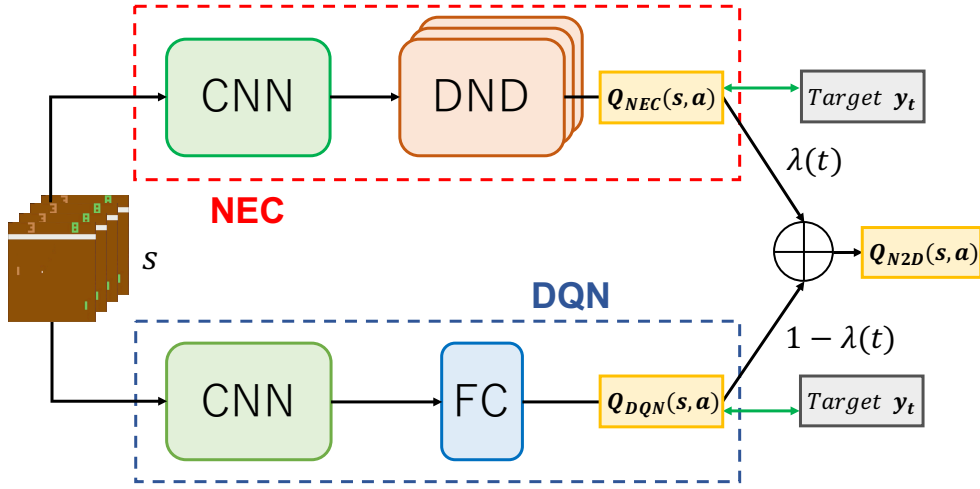 CNN
DND
Q_NEC(s,a)
Target y_t
λ(t)
NEC
s
Q_N2D(s,a)
DQN
1 − λ(t)
CNN
FC
Q_DQN(s,a)
Target y_t